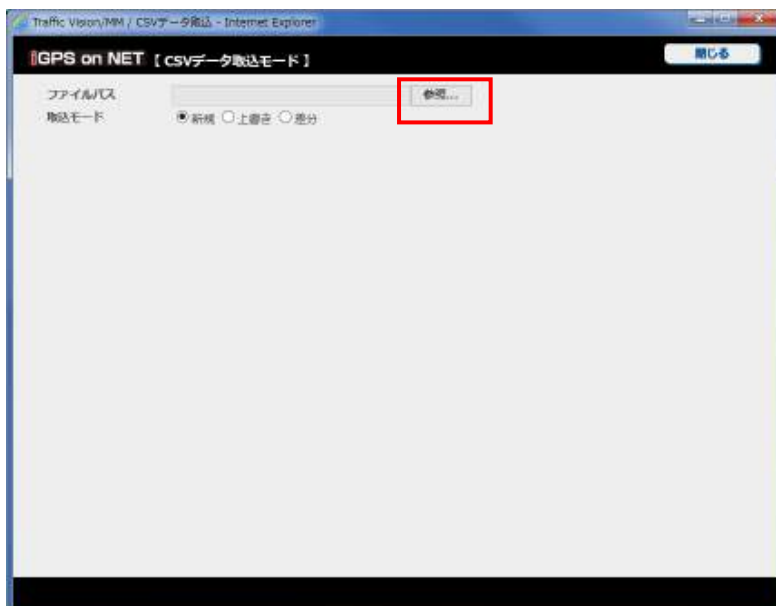 Traffic Vision/MM / CSVデータ取込 - Internet Explorer
iGPS on NET [ CSVデータ取込モード ]
閉じる
ファイルパス
参照...
取込モード
新規 上書き 差分